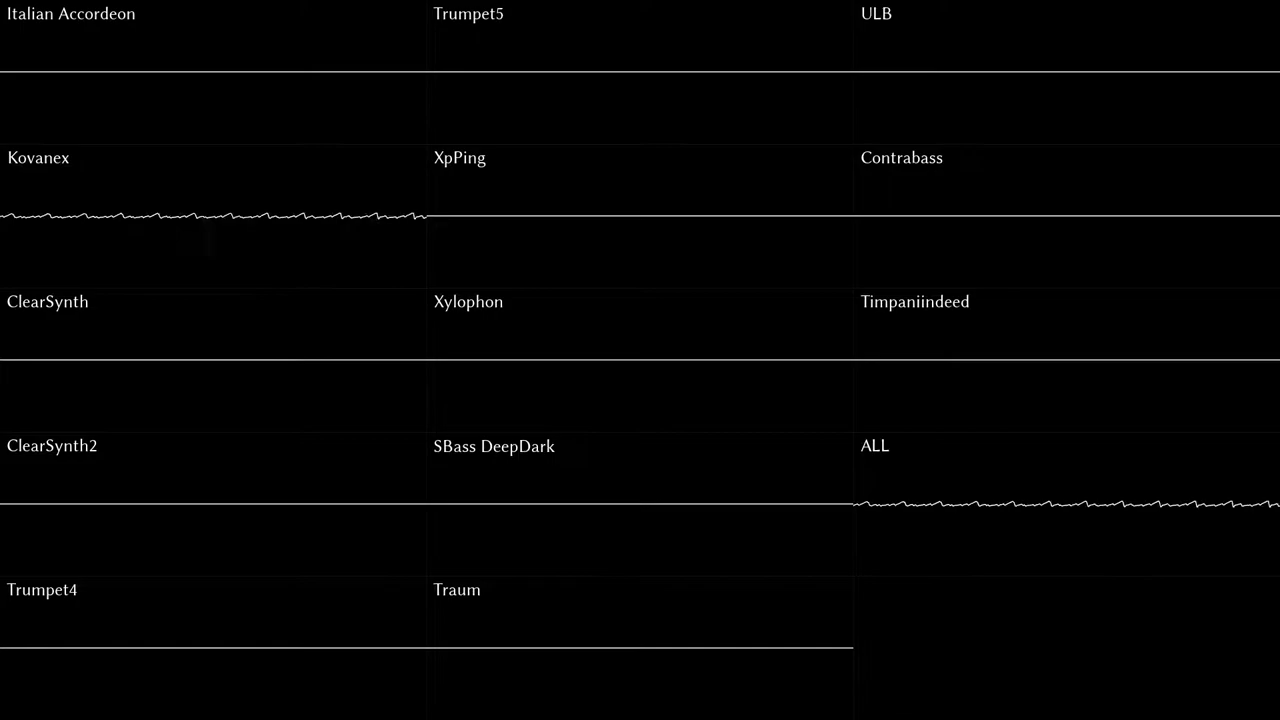 Italian Accordeon
Trumpet5
ULB
Kovanex
XpPing
Contrabass
ClearSynth
Xylophon
Timpaniindeed
ClearSynth2
SBass DeepDark
ALL
Trumpet4
Traum